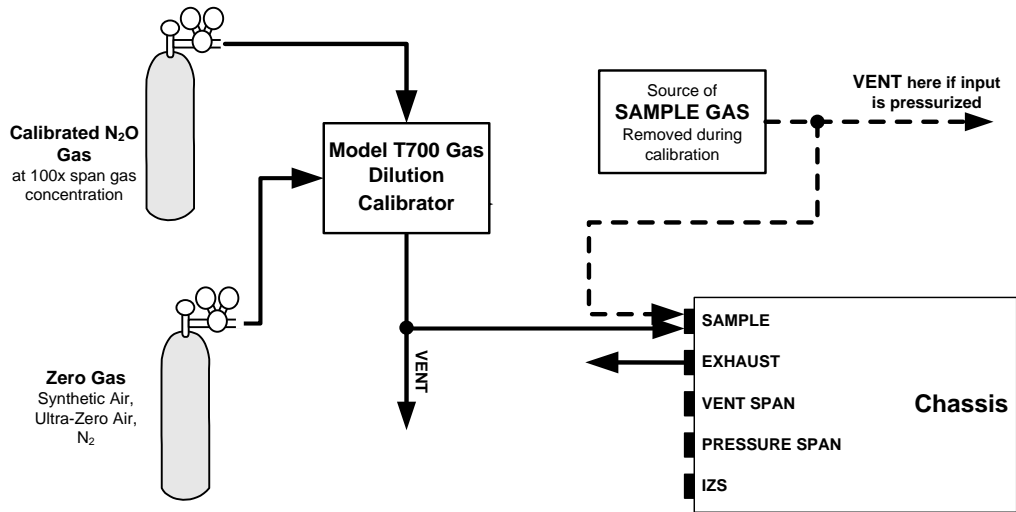 Calibrated N₂O
Gas
at 100x span gas
concentration
Model T700 Gas
Dilution
Calibrator
Source of
SAMPLE GAS
Removed during
calibration
VENT here if input
is pressurized
Zero Gas
Synthetic Air,
Ultra-Zero Air,
N₂
VENT
SAMPLE
EXHAUST
VENT SPAN
PRESSURE SPAN
IZS
Chassis